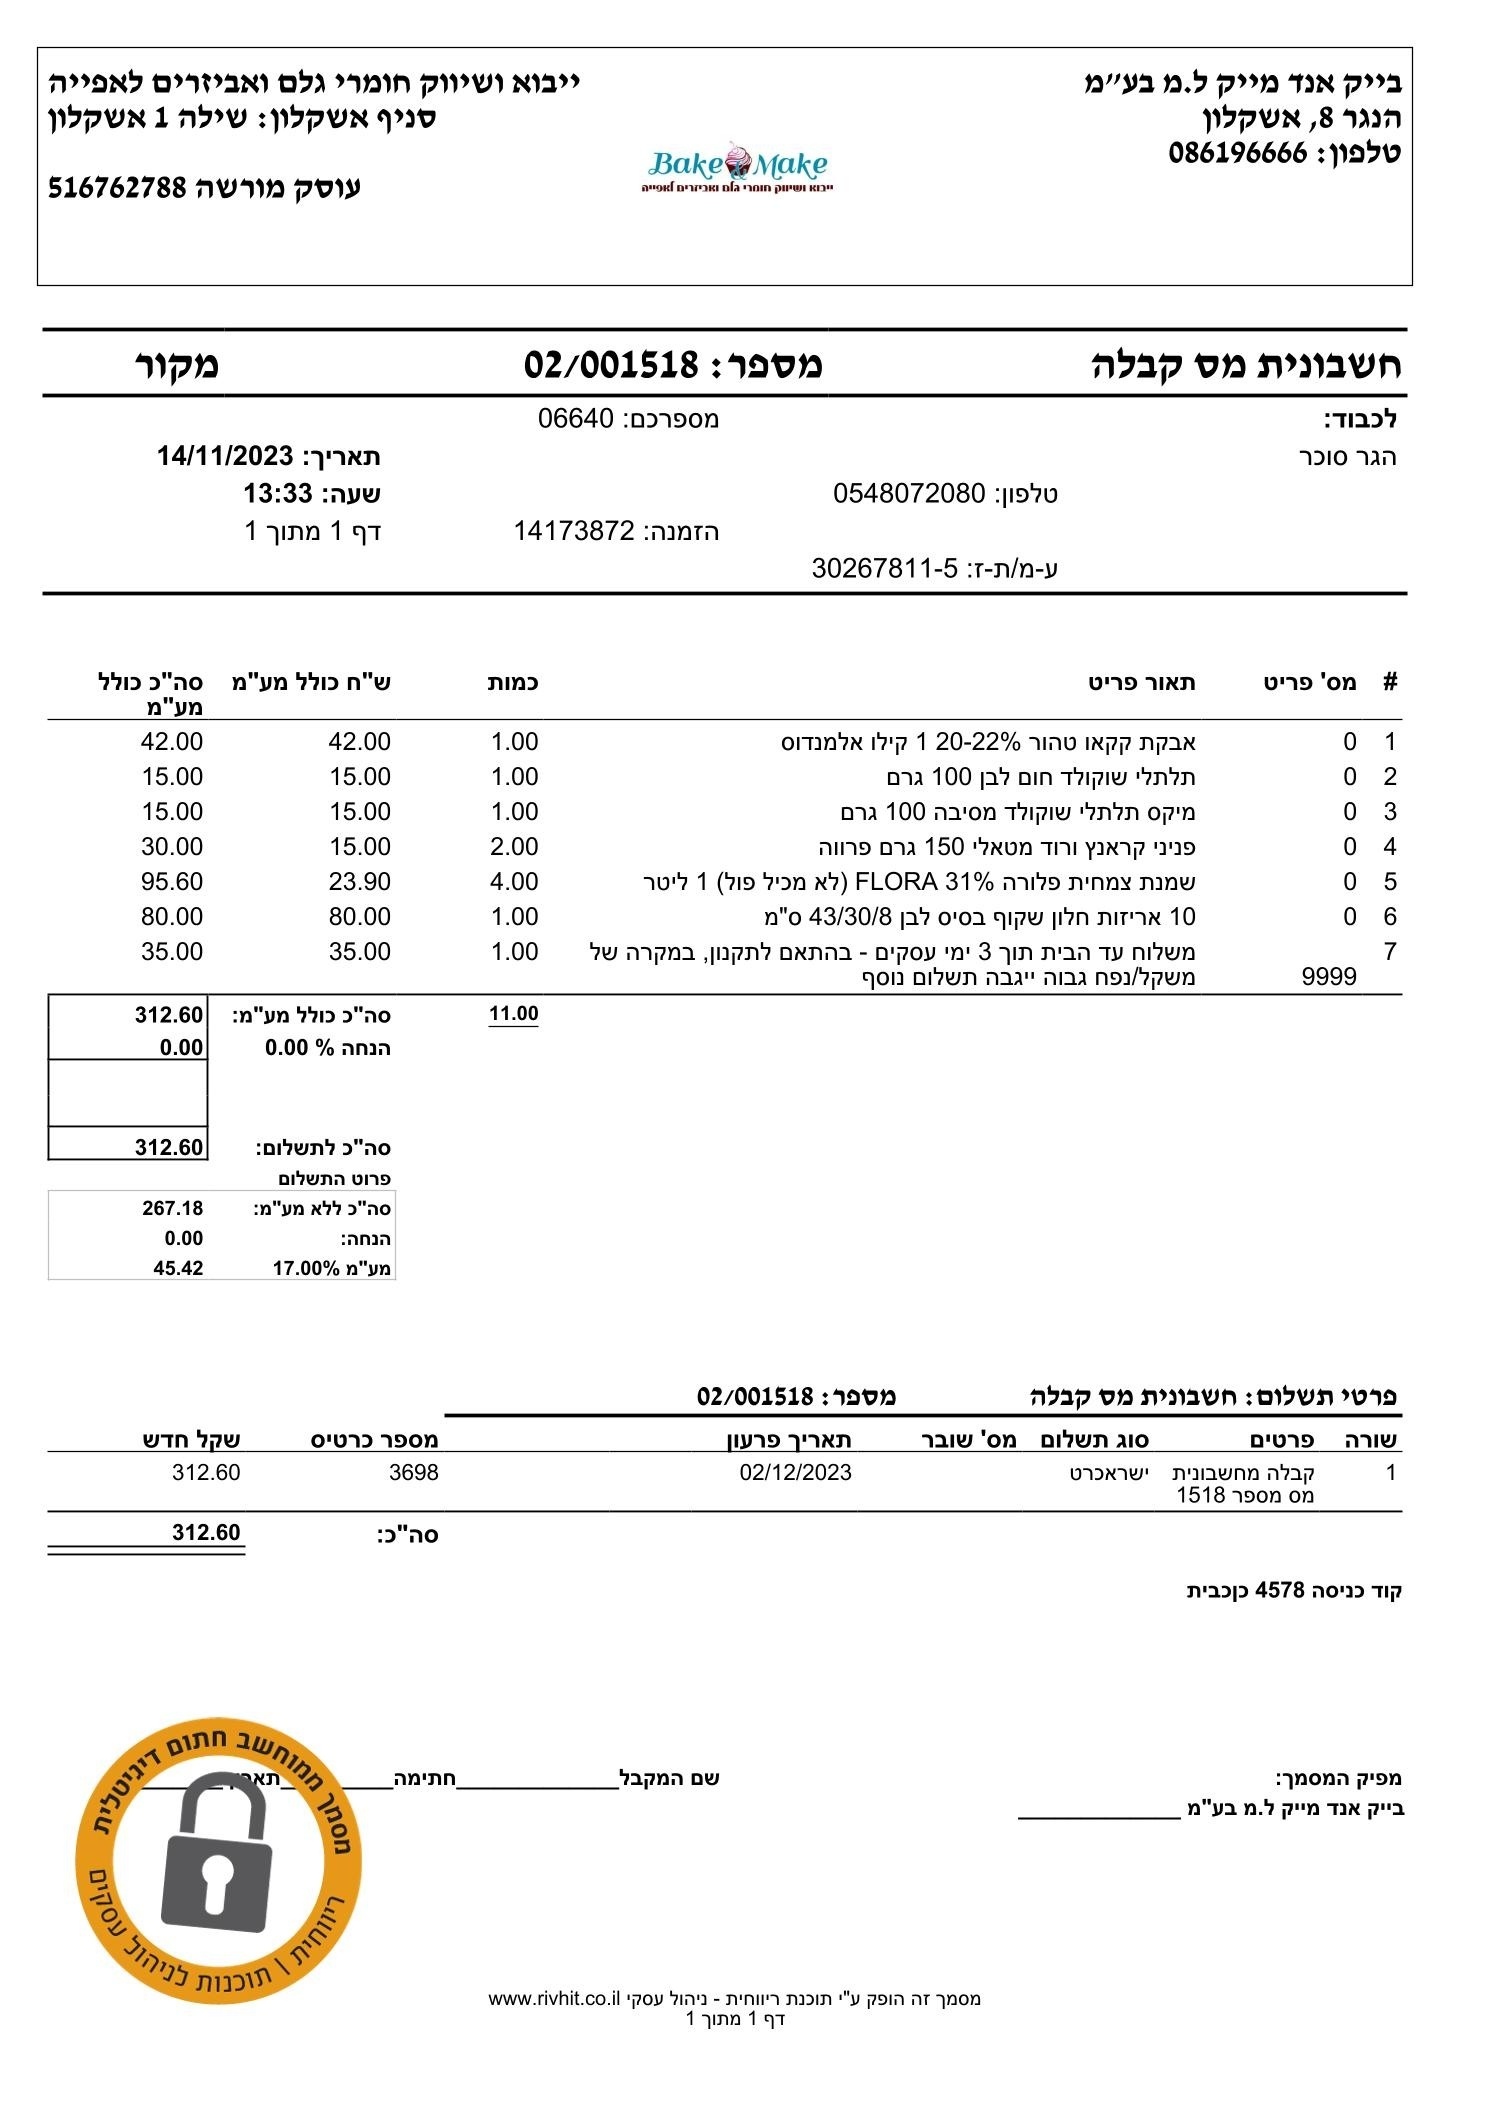 בייק אנד מייק ל.מ בע״מ
הנגר 8, אשקלון
טלפון: 086196666
Bake & Make
ייבוא ושיווק חומרי גלם ואביזרים לאפייה
ייבוא ושיווק חומרי גלם ואביזרים לאפייה
סניף אשקלון: שילה 1 אשקלון
עוסק מורשה 516762788
חשבונית מס קבלה מספר: 02/001518 מקור
לכבוד: מספרכם: 06640
הגר סוכר תאריך: 14/11/2023
טלפון: 0548072080 שעה: 13:33
הזמנה: 14173872 דף 1 מתוך 1
ע-מ/ת-ז: 30267811-5
# מס' פריט תאור פריט כמות ש"ח כולל מע"מ סה"כ כולל
מע"מ
1 0 אבקת קקאו טהור 20-22% 1 קילו אלמנדוס 1.00 42.00 42.00
2 0 תלתלי שוקולד חום לבן 100 גרם 1.00 15.00 15.00
3 0 מיקס תלתלי שוקולד מסיבה 100 גרם 1.00 15.00 15.00
4 0 פניני קראנץ ורוד מטאלי 150 גרם פרווה 2.00 15.00 30.00
5 0 שמנת צמחית פלורה FLORA 31% (לא מכיל פול) 1 ליטר 4.00 23.90 95.60
6 0 10 אריזות חלון שקוף בסיס לבן 43/30/8 ס"מ 1.00 80.00 80.00
7 משלוח עד הבית תוך 3 ימי עסקים - בהתאם לתקנון, במקרה של 1.00 35.00 35.00
9999 משקל/נפח גבוה ייגבה תשלום נוסף
11.00 סה"כ כולל מע"מ: 312.60
הנחה % 0.00 0.00
סה"כ לתשלום: 312.60
פרוט התשלום
סה"כ ללא מע"מ: 267.18
הנחה: 0.00
מע"מ 17.00% 45.42
פרטי תשלום: חשבונית מס קבלה מספר: 02/001518
שורה פרטים סוג תשלום מס' שובר תאריך פרעון מספר כרטיס שקל חדש
1 קבלה מחשבונית ישראכרט 02/12/2023 3698 312.60
מס מספר 1518
סה"כ: 312.60
קוד כניסה 4578 כןכבית
מפיק המסמך: שם המקבל______________חתימה__________תאריך________
בייק אנד מייק ל.מ בע"מ ______________
מסמך ממוחשב חתום דיגיטלית
ריווחית | תוכנות לניהול עסקים
מסמך זה הופק ע"י תוכנת ריווחית - ניהול עסקי www.rivhit.co.il
דף 1 מתוך 1